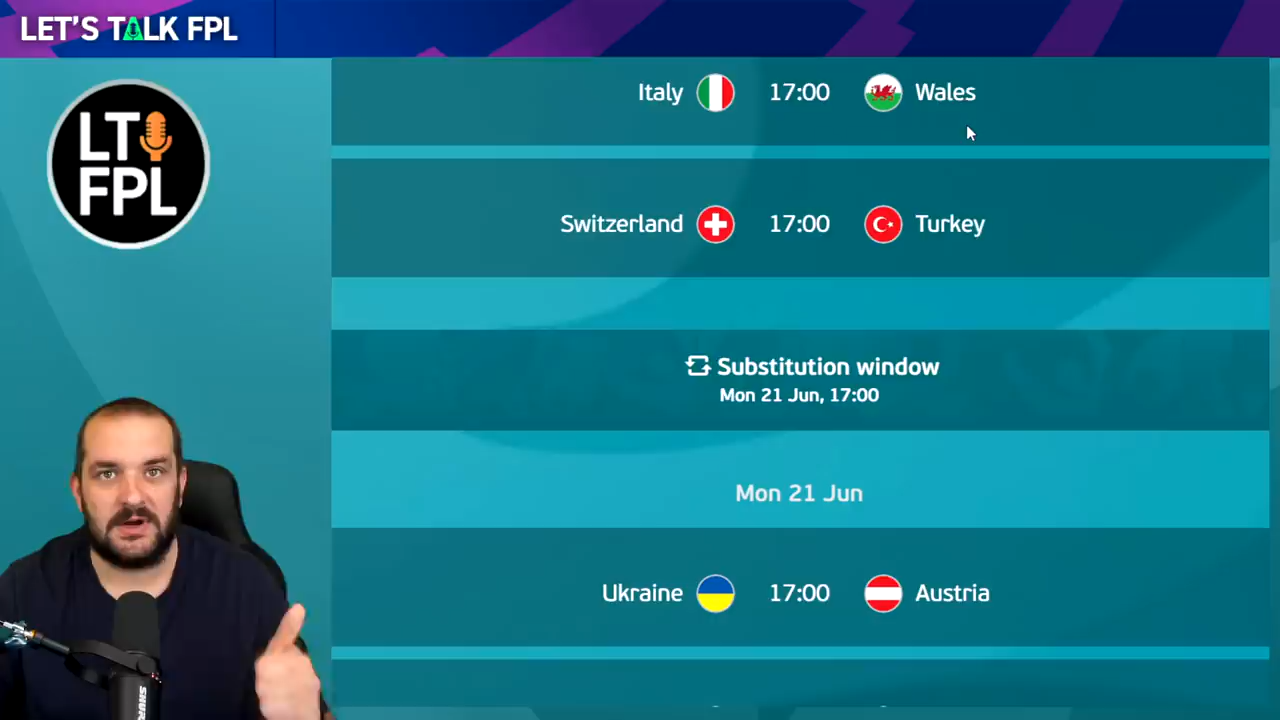 LET'S TALK FPL
LT
FPL
Italy 17:00 Wales
Switzerland 17:00 Turkey
Substitution window
Mon 21 Jun, 17:00
Mon 21 Jun
Ukraine 17:00 Austria
SHURE